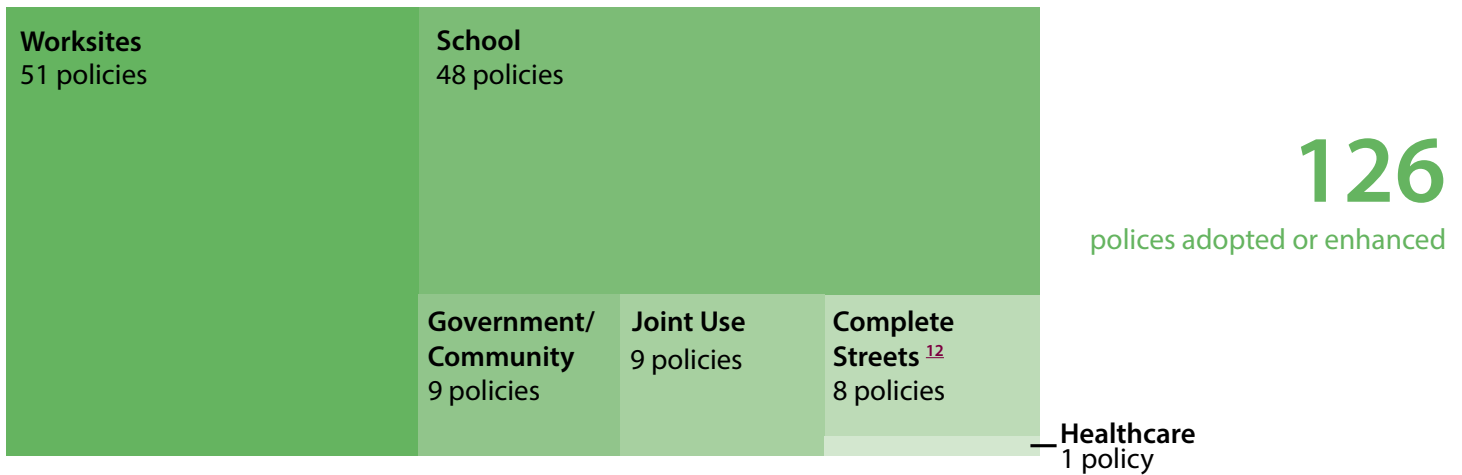 Worksites
51 policies
School
48 policies
126
polices adopted or enhanced
Government/
Community
9 policies
Joint Use
9 policies
Complete
Streets 12
8 policies
Healthcare
1 policy